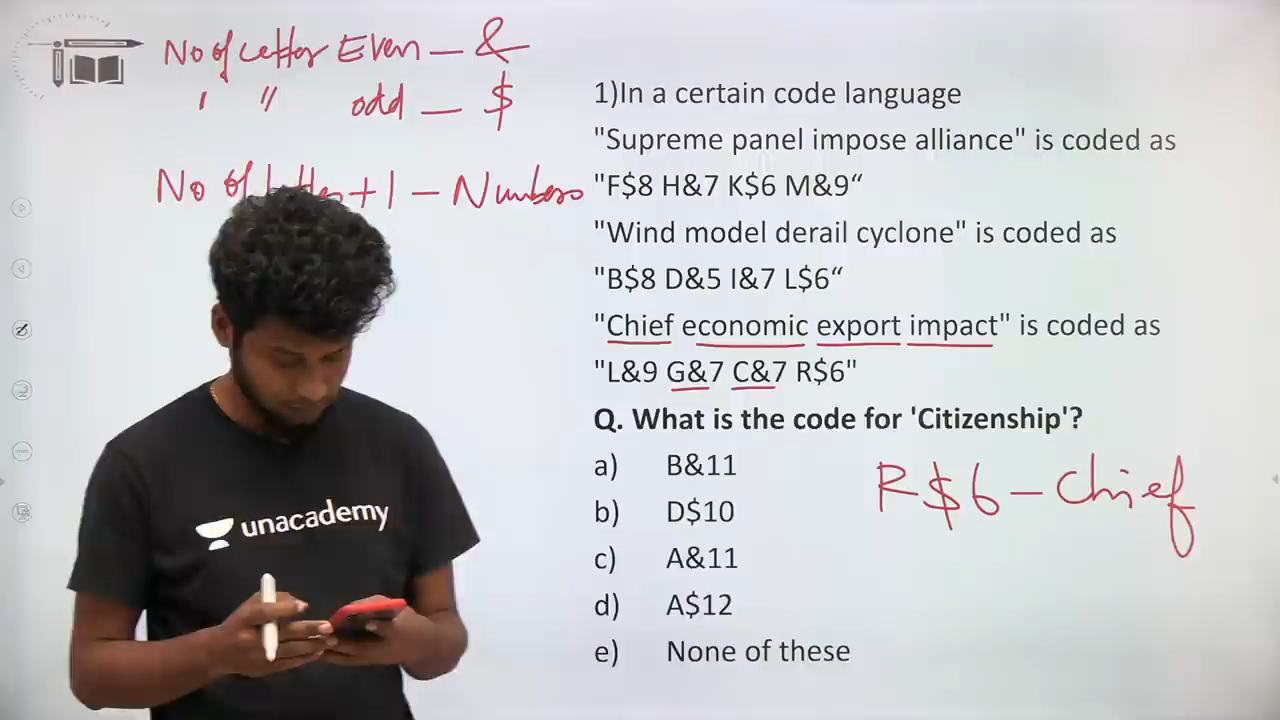 No of Letter Even — &
" " odd — $
No of Letter + 1 — Numbers
1)In a certain code language
"Supreme panel impose alliance" is coded as
"F$8 H&7 K$6 M&9“
"Wind model derail cyclone" is coded as
"B$8 D&5 I&7 L$6“
"Chief economic export impact" is coded as
"L&9 G&7 C&7 R$6"
Q. What is the code for 'Citizenship'?
a) B&11
b) D$10
c) A&11
d) A$12
e) None of these
R$6 — Chief
unacademy